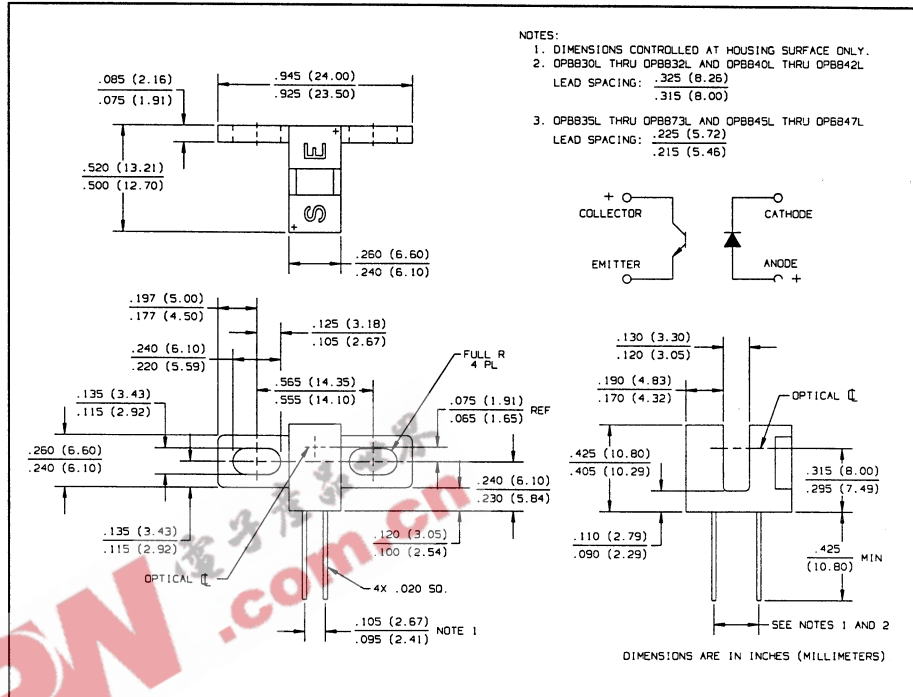 NOTES:
1. DIMENSIONS CONTROLLED AT HOUSING SURFACE ONLY.
2. OPB830L THRU OPB832L AND OPB840L THRU OPB842L
LEAD SPACING: .325 (8.26)
.315 (8.00)
3. OPB835L THRU OPB873L AND OPB845L THRU OPB847L
LEAD SPACING: .225 (5.72)
.215 (5.46)
.085 (2.16)
.075 (1.91)
.945 (24.00)
.925 (23.50)
.520 (13.21)
.500 (12.70)
+
E
S
+
.260 (6.60)
.240 (6.10)
+
COLLECTOR
CATHODE
EMITTER
ANODE
+
.197 (5.00)
.177 (4.50)
.125 (3.18)
.105 (2.67)
.240 (6.10)
.220 (5.59)
FULL R
4 PL
.565 (14.35)
.555 (14.10)
.135 (3.43)
.115 (2.92)
.075 (1.91)
.065 (1.65) REF
.260 (6.60)
.240 (6.10)
.240 (6.10)
.230 (5.84)
.135 (3.43)
.115 (2.92)
.120 (3.05)
.100 (2.54)
OPTICAL ℄
4X .020 SQ.
.105 (2.67)
.095 (2.41) NOTE 1
.130 (3.30)
.120 (3.05)
.190 (4.83)
.170 (4.32)
OPTICAL ℄
.425 (10.80)
.405 (10.29)
.315 (8.00)
.295 (7.49)
.110 (2.79)
.090 (2.29)
.425
(10.80) MIN
SEE NOTES 1 AND 2
DIMENSIONS ARE IN INCHES (MILLIMETERS)
.com.cn